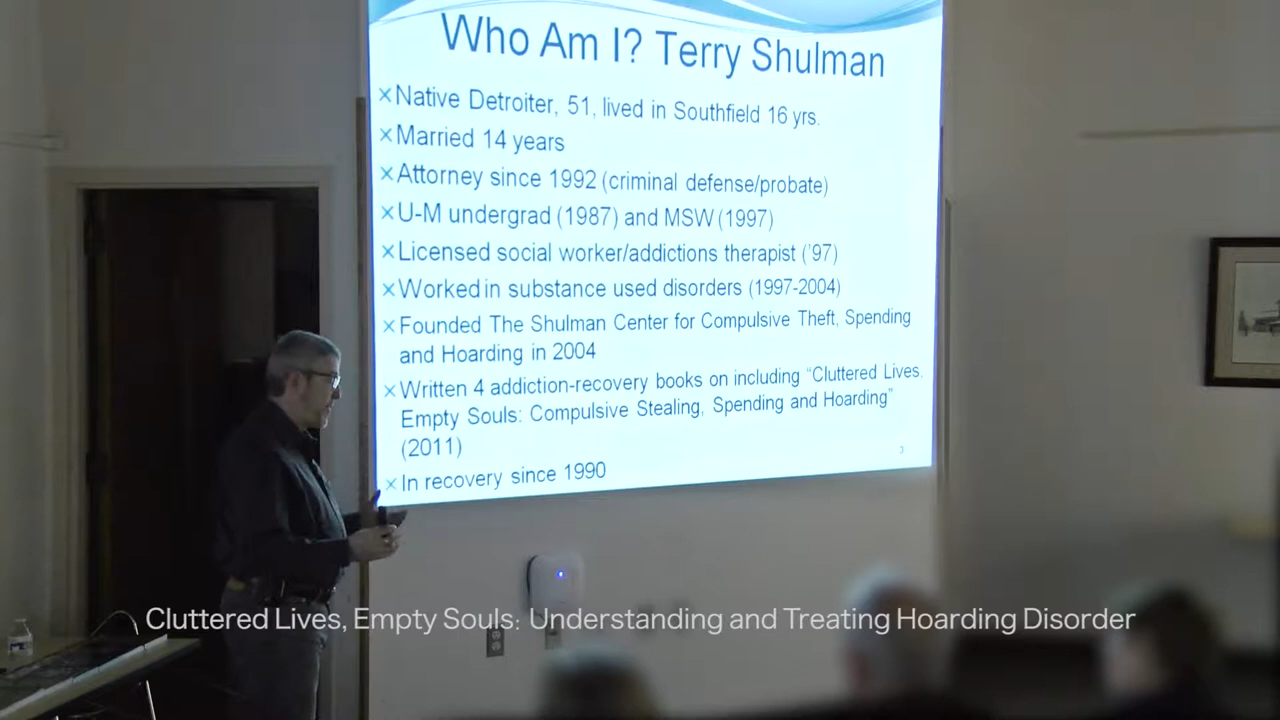 Who Am I? Terry Shulman
×Native Detroiter, 51, lived in Southfield 16 yrs.
×Married 14 years
×Attorney since 1992 (criminal defense/probate)
×U-M undergrad (1987) and MSW (1997)
×Licensed social worker/addictions therapist ('97)
×Worked in substance used disorders (1997-2004)
×Founded The Shulman Center for Compulsive Theft, Spending
and Hoarding in 2004
×Written 4 addiction-recovery books on including “Cluttered Lives,
Empty Souls: Compulsive Stealing, Spending and Hoarding”
(2011)
3
×In recovery since 1990
Cluttered Lives, Empty Souls: Understanding and Treating Hoarding Disorder